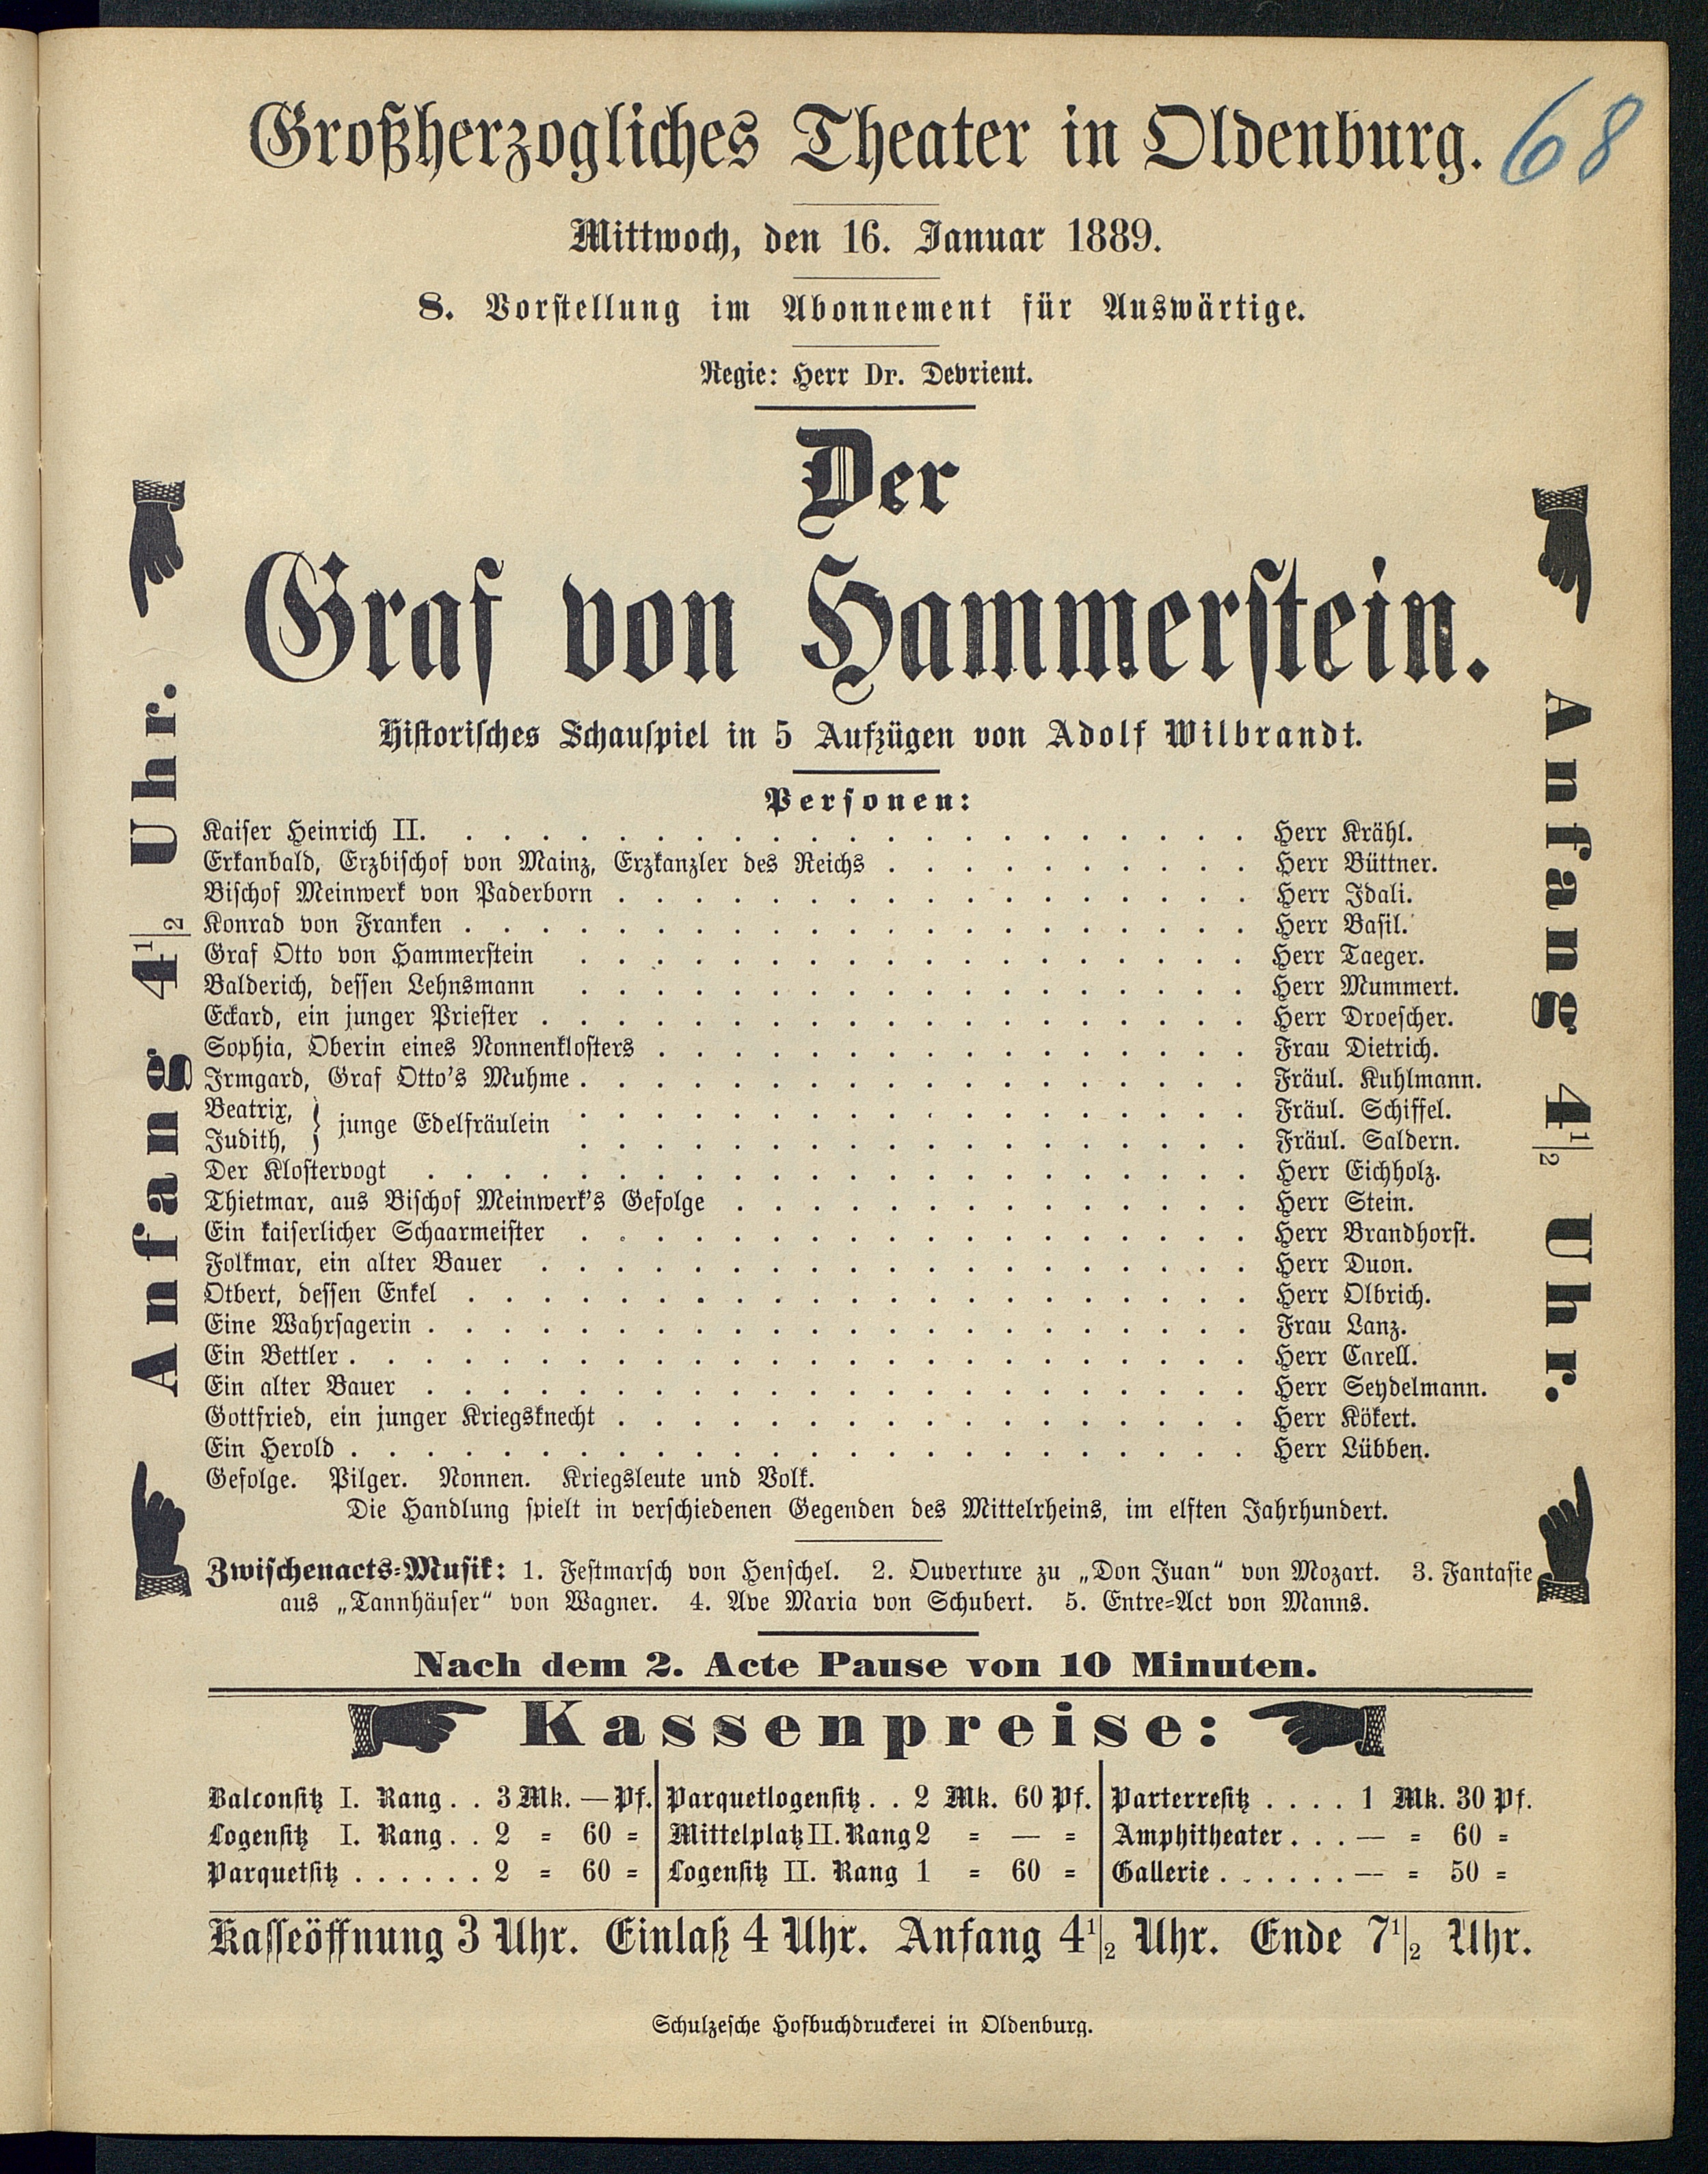 Großherzogliches Theater in Oldenburg.
68
Mittwoch, den 16. Januar 1889.
8. Vorstellung im Abonnement für Auswärtige.
Regie: Herr Dr. Devrient.
Der
Graf von Hammerstein.
Historisches Schauspiel in 5 Aufzügen von Adolf Wilbrandt.
Personen:
Kaiser Heinrich II. . . . . . . . . . . . . . . . . . . . . . Herr Krähl.
Erkanbald, Erzbischof von Mainz, Erzkanzler des Reichs . . . . . . . . . . Herr Büttner.
Bischof Meinwerk von Paderborn . . . . . . . . . . . . . . . . . Herr Idali.
Konrad von Franken . . . . . . . . . . . . . . . . . . . . . Herr Basil.
Graf Otto von Hammerstein . . . . . . . . . . . . . . . . . . Herr Taeger.
Balderich, dessen Lehnsmann . . . . . . . . . . . . . . . . . . Herr Mummert.
Eckard, ein junger Priester . . . . . . . . . . . . . . . . . . . Herr Droescher.
Sophia, Oberin eines Nonnenklosters . . . . . . . . . . . . . . . . Frau Dietrich.
Irmgard, Graf Otto's Muhme . . . . . . . . . . . . . . . . . . Fräul. Kuhlmann.
Beatrix, } junge Edelfräulein . . . . . . . . . . . . . . . . . . Fräul. Schiffel.
Judith, . . . . . . . . . . . . . . . . . . Fräul. Saldern.
Der Klostervogt . . . . . . . . . . . . . . . . . . . . . . Herr Eichholz.
Thietmar, aus Bischof Meinwerk's Gefolge . . . . . . . . . . . . . . Herr Stein.
Ein kaiserlicher Schaarmeister . . . . . . . . . . . . . . . . . . Herr Brandhorst.
Folkmar, ein alter Bauer . . . . . . . . . . . . . . . . . . . Herr Duon.
Otbert, dessen Enkel . . . . . . . . . . . . . . . . . . . . . Herr Olbrich.
Eine Wahrsagerin . . . . . . . . . . . . . . . . . . . . . . Frau Lanz.
Ein Bettler . . . . . . . . . . . . . . . . . . . . . . . . Herr Carell.
Ein alter Bauer . . . . . . . . . . . . . . . . . . . . . . Herr Seydelmann.
Gottfried, ein junger Kriegsknecht . . . . . . . . . . . . . . . . . Herr Kökert.
Ein Herold . . . . . . . . . . . . . . . . . . . . . . . . Herr Lübben.
Gefolge. Pilger. Nonnen. Kriegsleute und Volk.
Die Handlung spielt in verschiedenen Gegenden des Mittelrheins, im elften Jahrhundert.
Anfang 4½ Uhr.
Anfang 4½ Uhr.
Zwischenacts-Musik: 1. Festmarsch von Henschel. 2. Ouverture zu „Don Juan“ von Mozart. 3. Fantasie
aus „Tannhäuser“ von Wagner. 4. Ave Maria von Schubert. 5. Entre-Act von Manns.
Nach dem 2. Acte Pause von 10 Minuten.
Kassenpreise:
Balconsitz I. Rang . . 3 Mk. — Pf.
Logensitz I. Rang . . 2 = 60 =
Parquetsitz . . . . . . 2 = 60 =
Parquetlogensitz . . 2 Mk. 60 Pf.
Mittelplatz II. Rang 2 = — =
Logensitz II. Rang 1 = 60 =
Parterresitz . . . . 1 Mk. 30 Pf.
Amphitheater . . . — = 60 =
Gallerie . . . . . . — = 50 =
Kasseöffnung 3 Uhr. Einlaß 4 Uhr. Anfang 4½ Uhr. Ende 7½ Uhr.
Schulzesche Hofbuchdruckerei in Oldenburg.